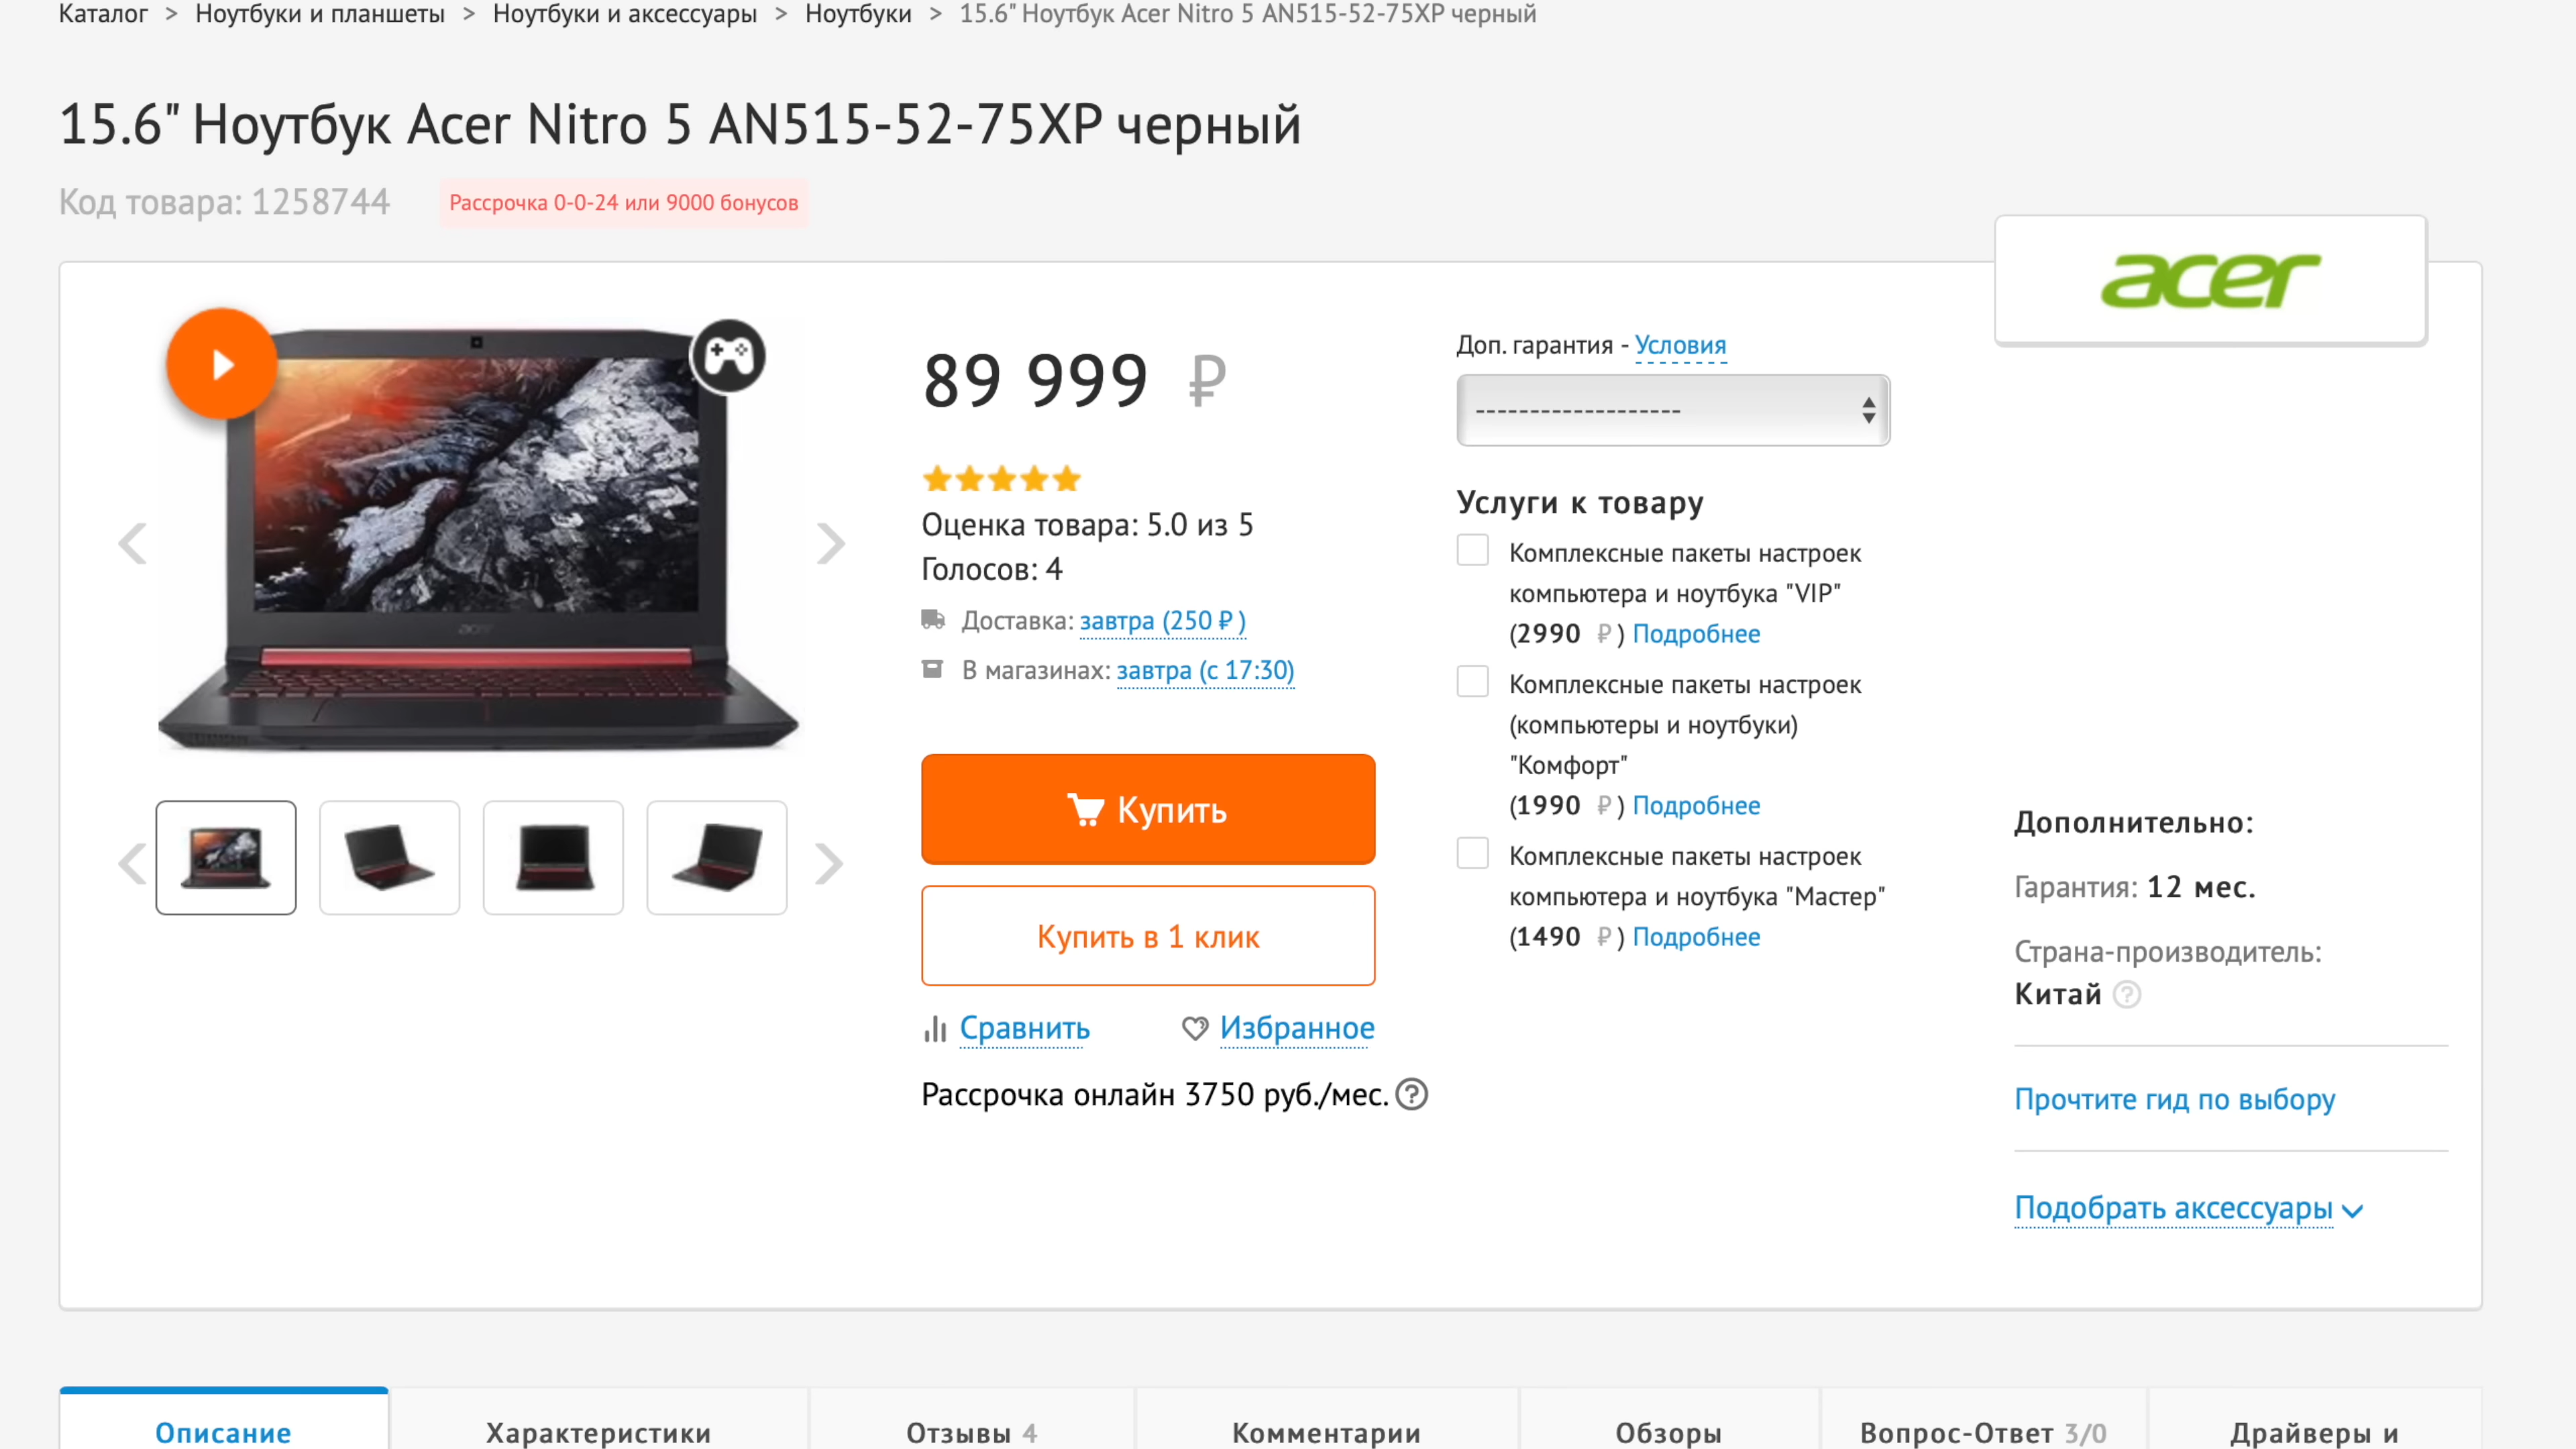 Каталог > Ноутбуки и планшеты > Ноутбуки и аксессуары > Ноутбуки > 15.6" Ноутбук Acer Nitro 5 AN515-52-75XP черный
15.6" Ноутбук Acer Nitro 5 AN515-52-75XP черный
Код товара: 1258744
Рассрочка 0-0-24 или 9000 бонусов
acer
acer
89 999 ₽
Оценка товара: 5.0 из 5
Голосов: 4
Доставка: завтра (250 ₽ )
В магазинах: завтра (с 17:30)
Купить
Купить в 1 клик
Сравнить
Избранное
Рассрочка онлайн 3750 руб./мес. ?
Доп. гарантия - Условия
-------------------
Услуги к товару
Комплексные пакеты настроек
компьютера и ноутбука "VIP"
(2990 ₽ ) Подробнее
Комплексные пакеты настроек
(компьютеры и ноутбуки)
"Комфорт"
(1990 ₽ ) Подробнее
Комплексные пакеты настроек
компьютера и ноутбука "Мастер"
(1490 ₽ ) Подробнее
Дополнительно:
Гарантия: 12 мес.
Страна-производитель:
Китай ?
Прочтите гид по выбору
Подобрать аксессуары
Описание
Характеристики
Отзывы 4
Комментарии
Обзоры
Вопрос-Ответ 3/0
Драйверы и